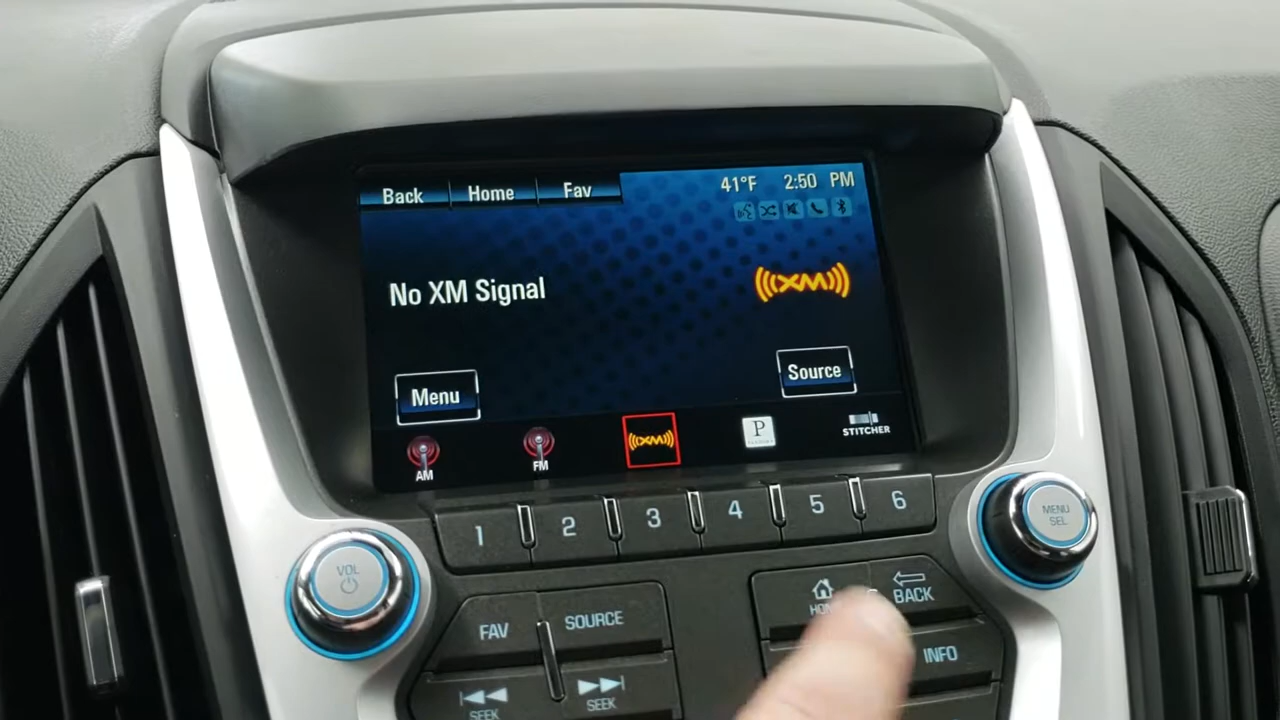 Back Home Fav 41°F 2:50 PM
No XM Signal
((XM))
Menu
Source
AM
FM
((XM))
P
STITCHER
1 2 3 4 5 6
VOL
MENU
SEL
FAV
SOURCE
BACK
INFO
SEEK
SEEK